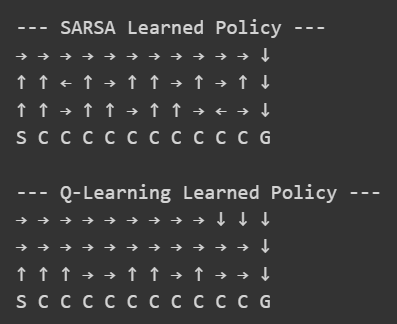 --- SARSA Learned Policy ---
→ → → → → → → → → → → ↓
↑ ↑ ← ↑ → ↑ ↑ → ↑ → ↑ ↓
↑ ↑ → ↑ ↑ → ↑ ↑ → ← → ↓
S C C C C C C C C C C G
--- Q-Learning Learned Policy ---
→ → → → → → → → → ↓ ↓ ↓
→ → → → → → → → → → → ↓
↑ ↑ ↑ → → ↑ ↑ → ↑ → → ↓
S C C C C C C C C C C G